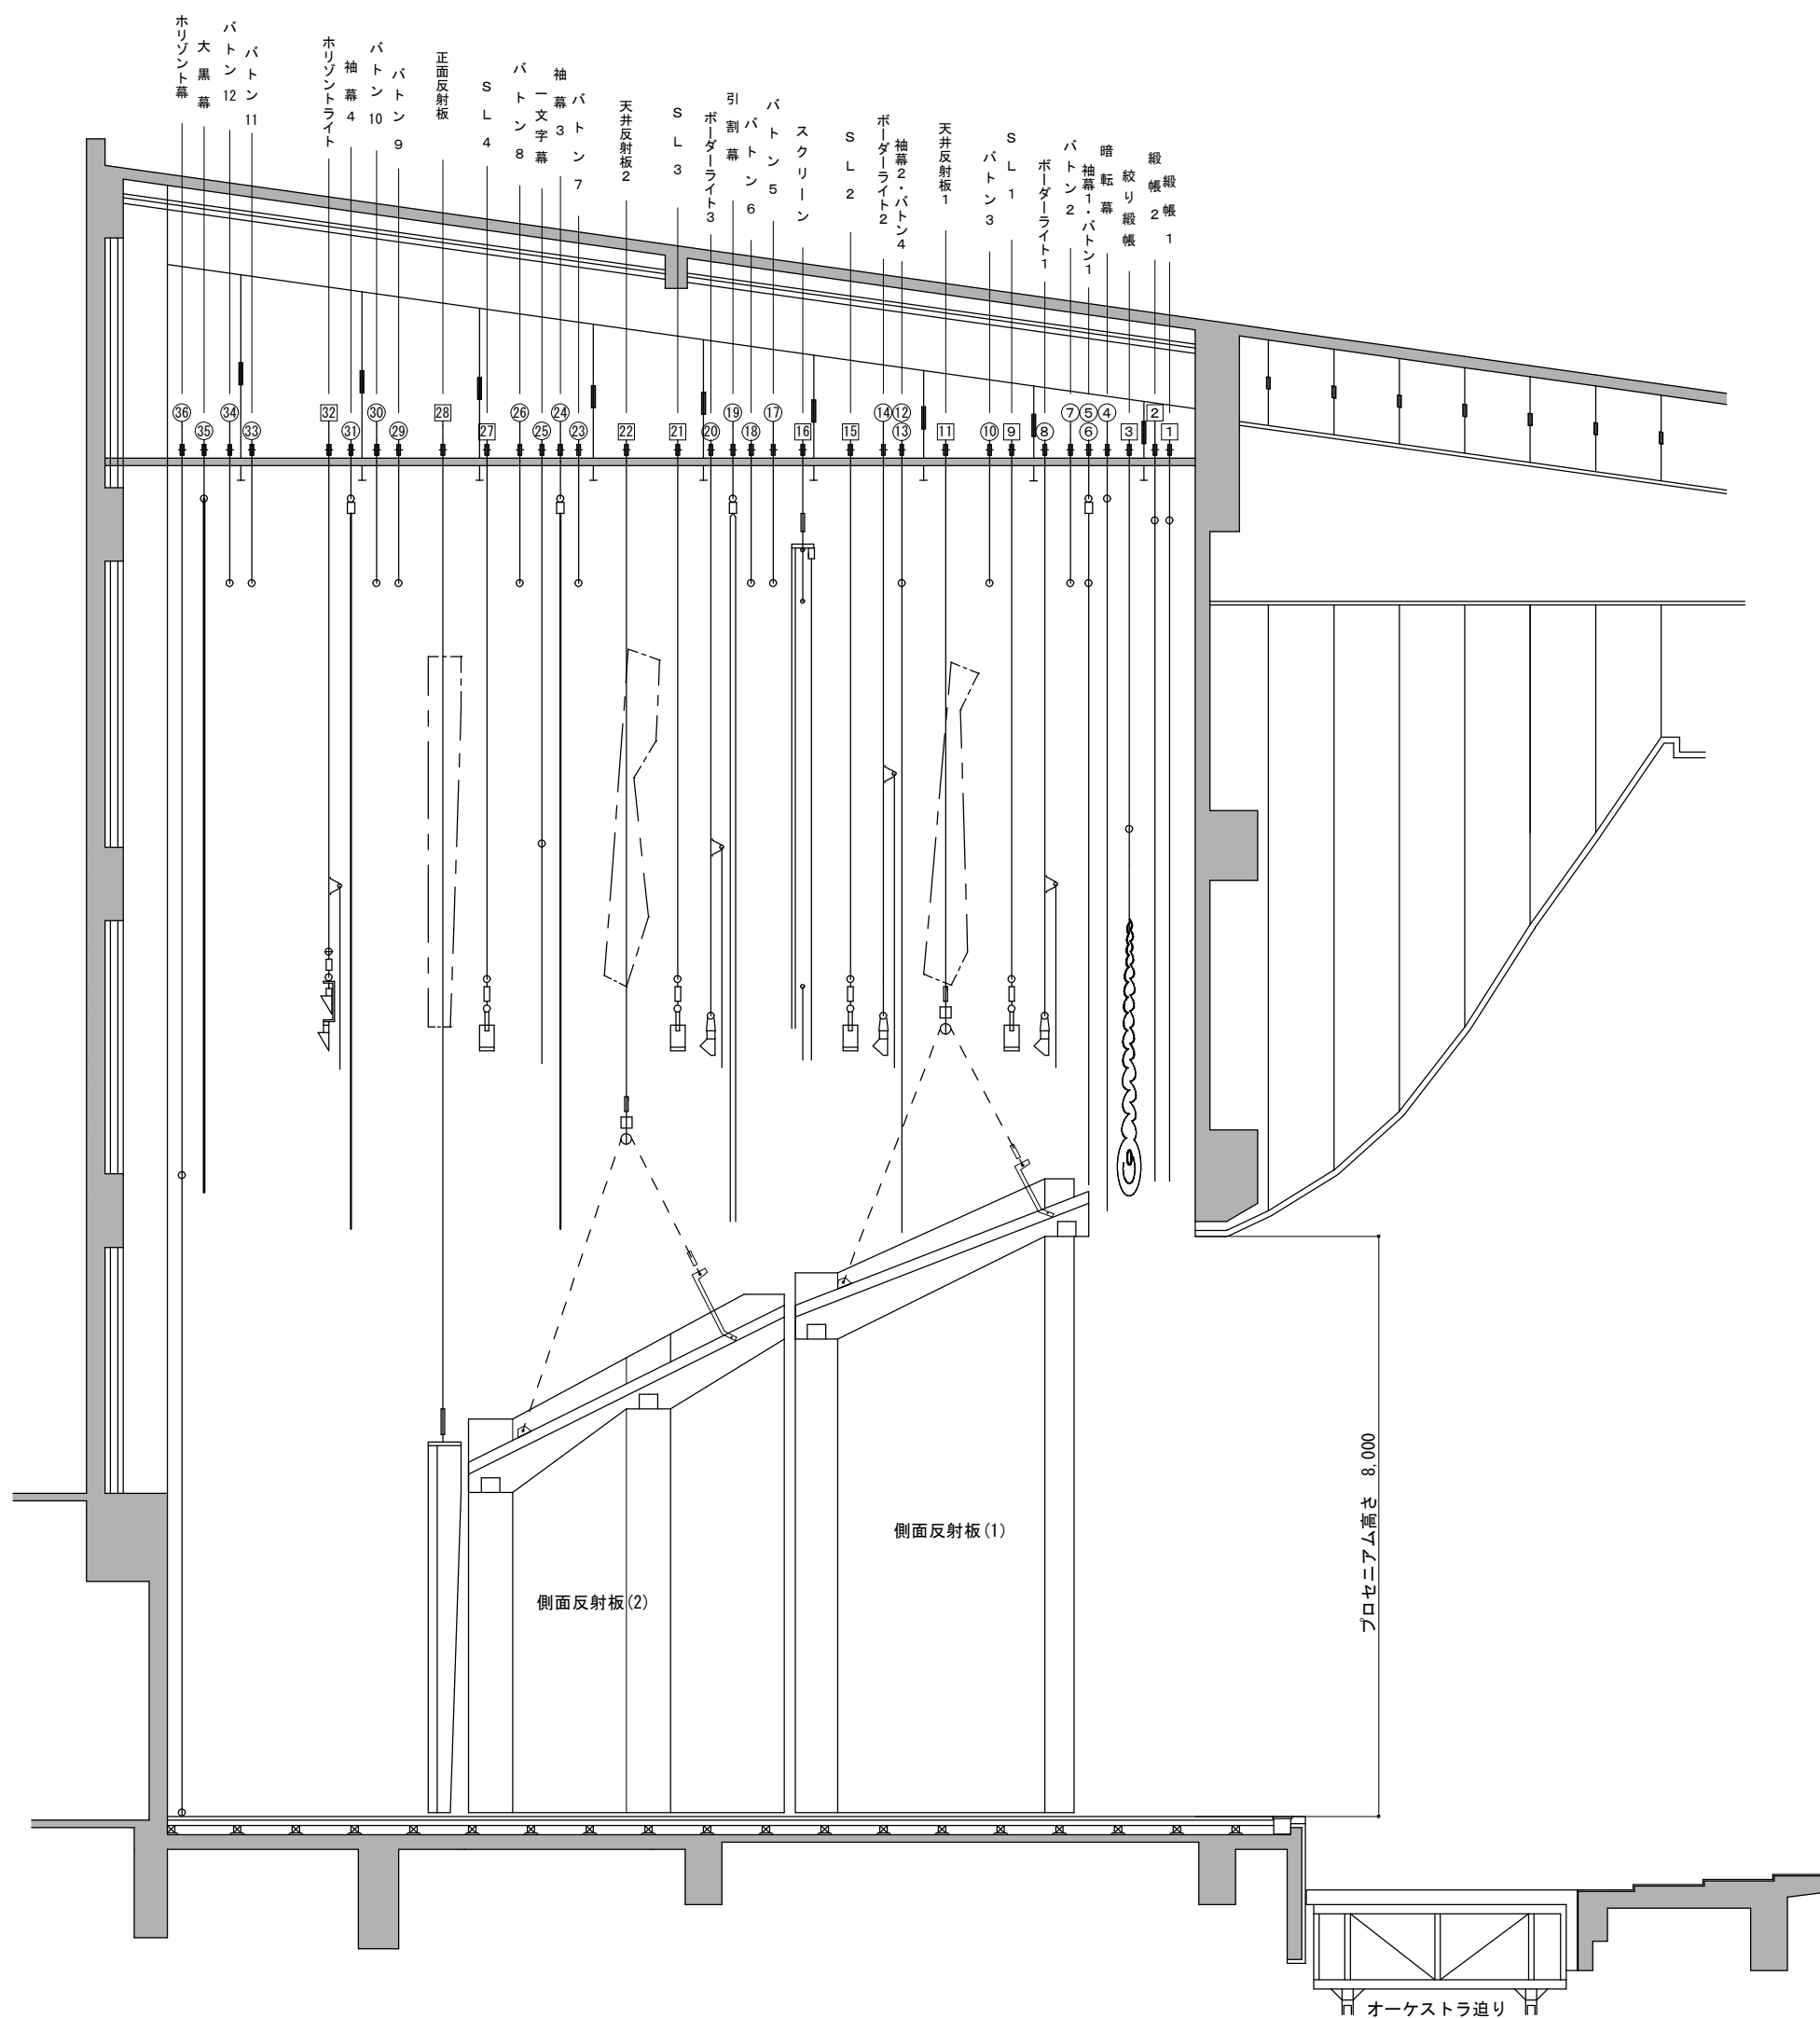 ホリゾント幕
大黒幕
バトン12
バトン11
ホリゾントライト
袖幕4
バトン10
バトン9
正面反射板
SL4
バトン8
一文字幕
袖幕3
バトン7
天井反射板2
SL3
ボーダーライト3
引割幕
バトン6
バトン5
スクリーン
SL2
ボーダーライト2
袖幕2・バトン4
天井反射板1
バトン3
SL1
ボーダーライト1
バトン2
袖幕1・バトン1
暗転幕
絞り緞帳
緞帳2
緞帳1
㊱
㉟
㉞
㉝
32
㉛
㉚
㉙
28
27
㉖
㉕
㉔
㉓
22
21
⑳
⑲
⑱
⑰
16
15
⑭
⑫
⑬
11
⑩
9
⑧
⑦
⑤
⑥
④
3
2
1
側面反射板(1)
側面反射板(2)
プロセニアム高さ 8,000
オーケストラ迫り